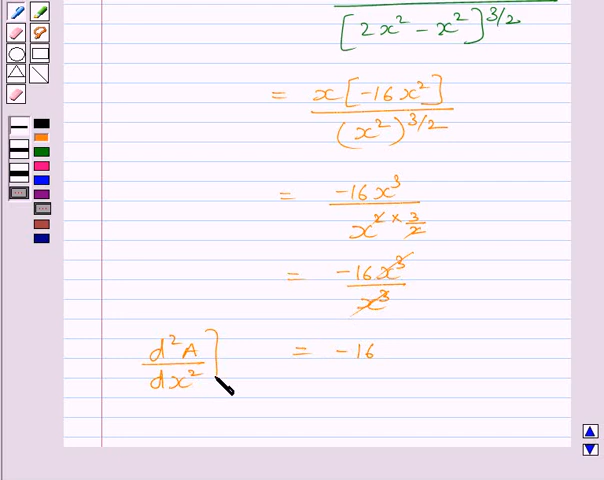 [2x² - x²]^3/2
= x[-16x²] / (x²)^3/2
= -16x³ / x^2×3/2
= -16x³ / x³
d²A/dx² ] = -16